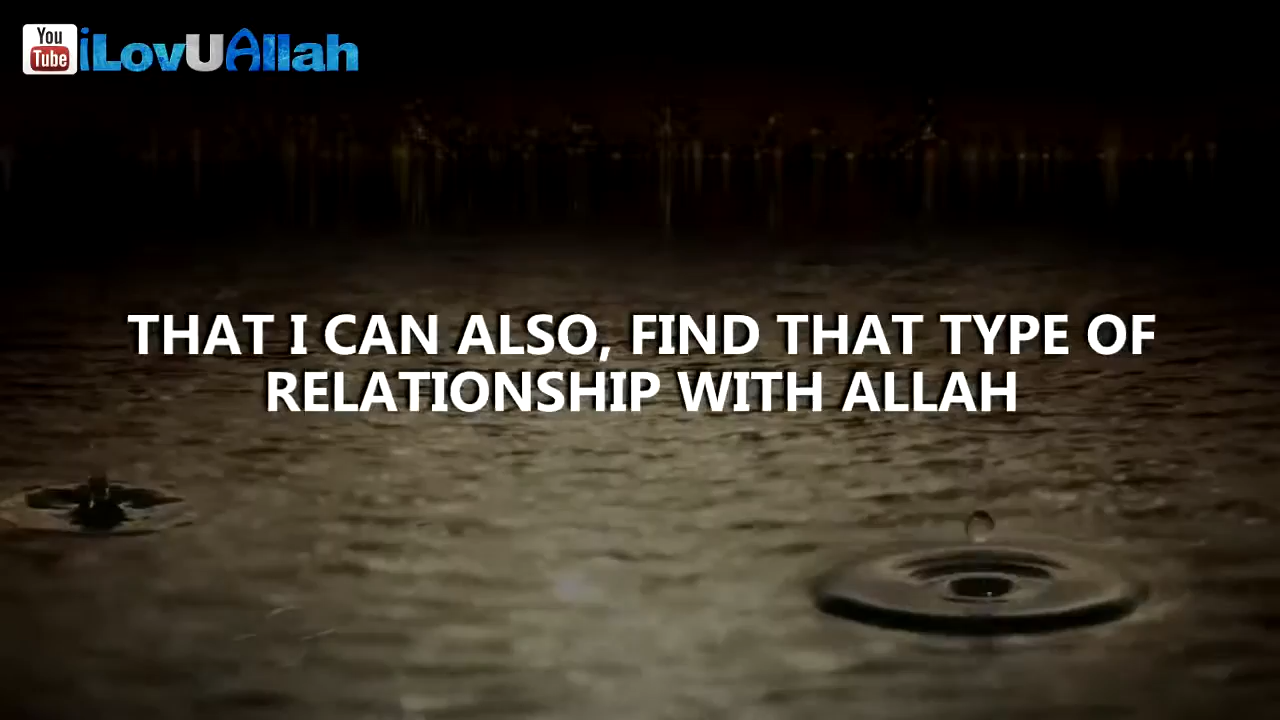 You
Tube
iLovUAllah
THAT I CAN ALSO, FIND THAT TYPE OF
RELATIONSHIP WITH ALLAH